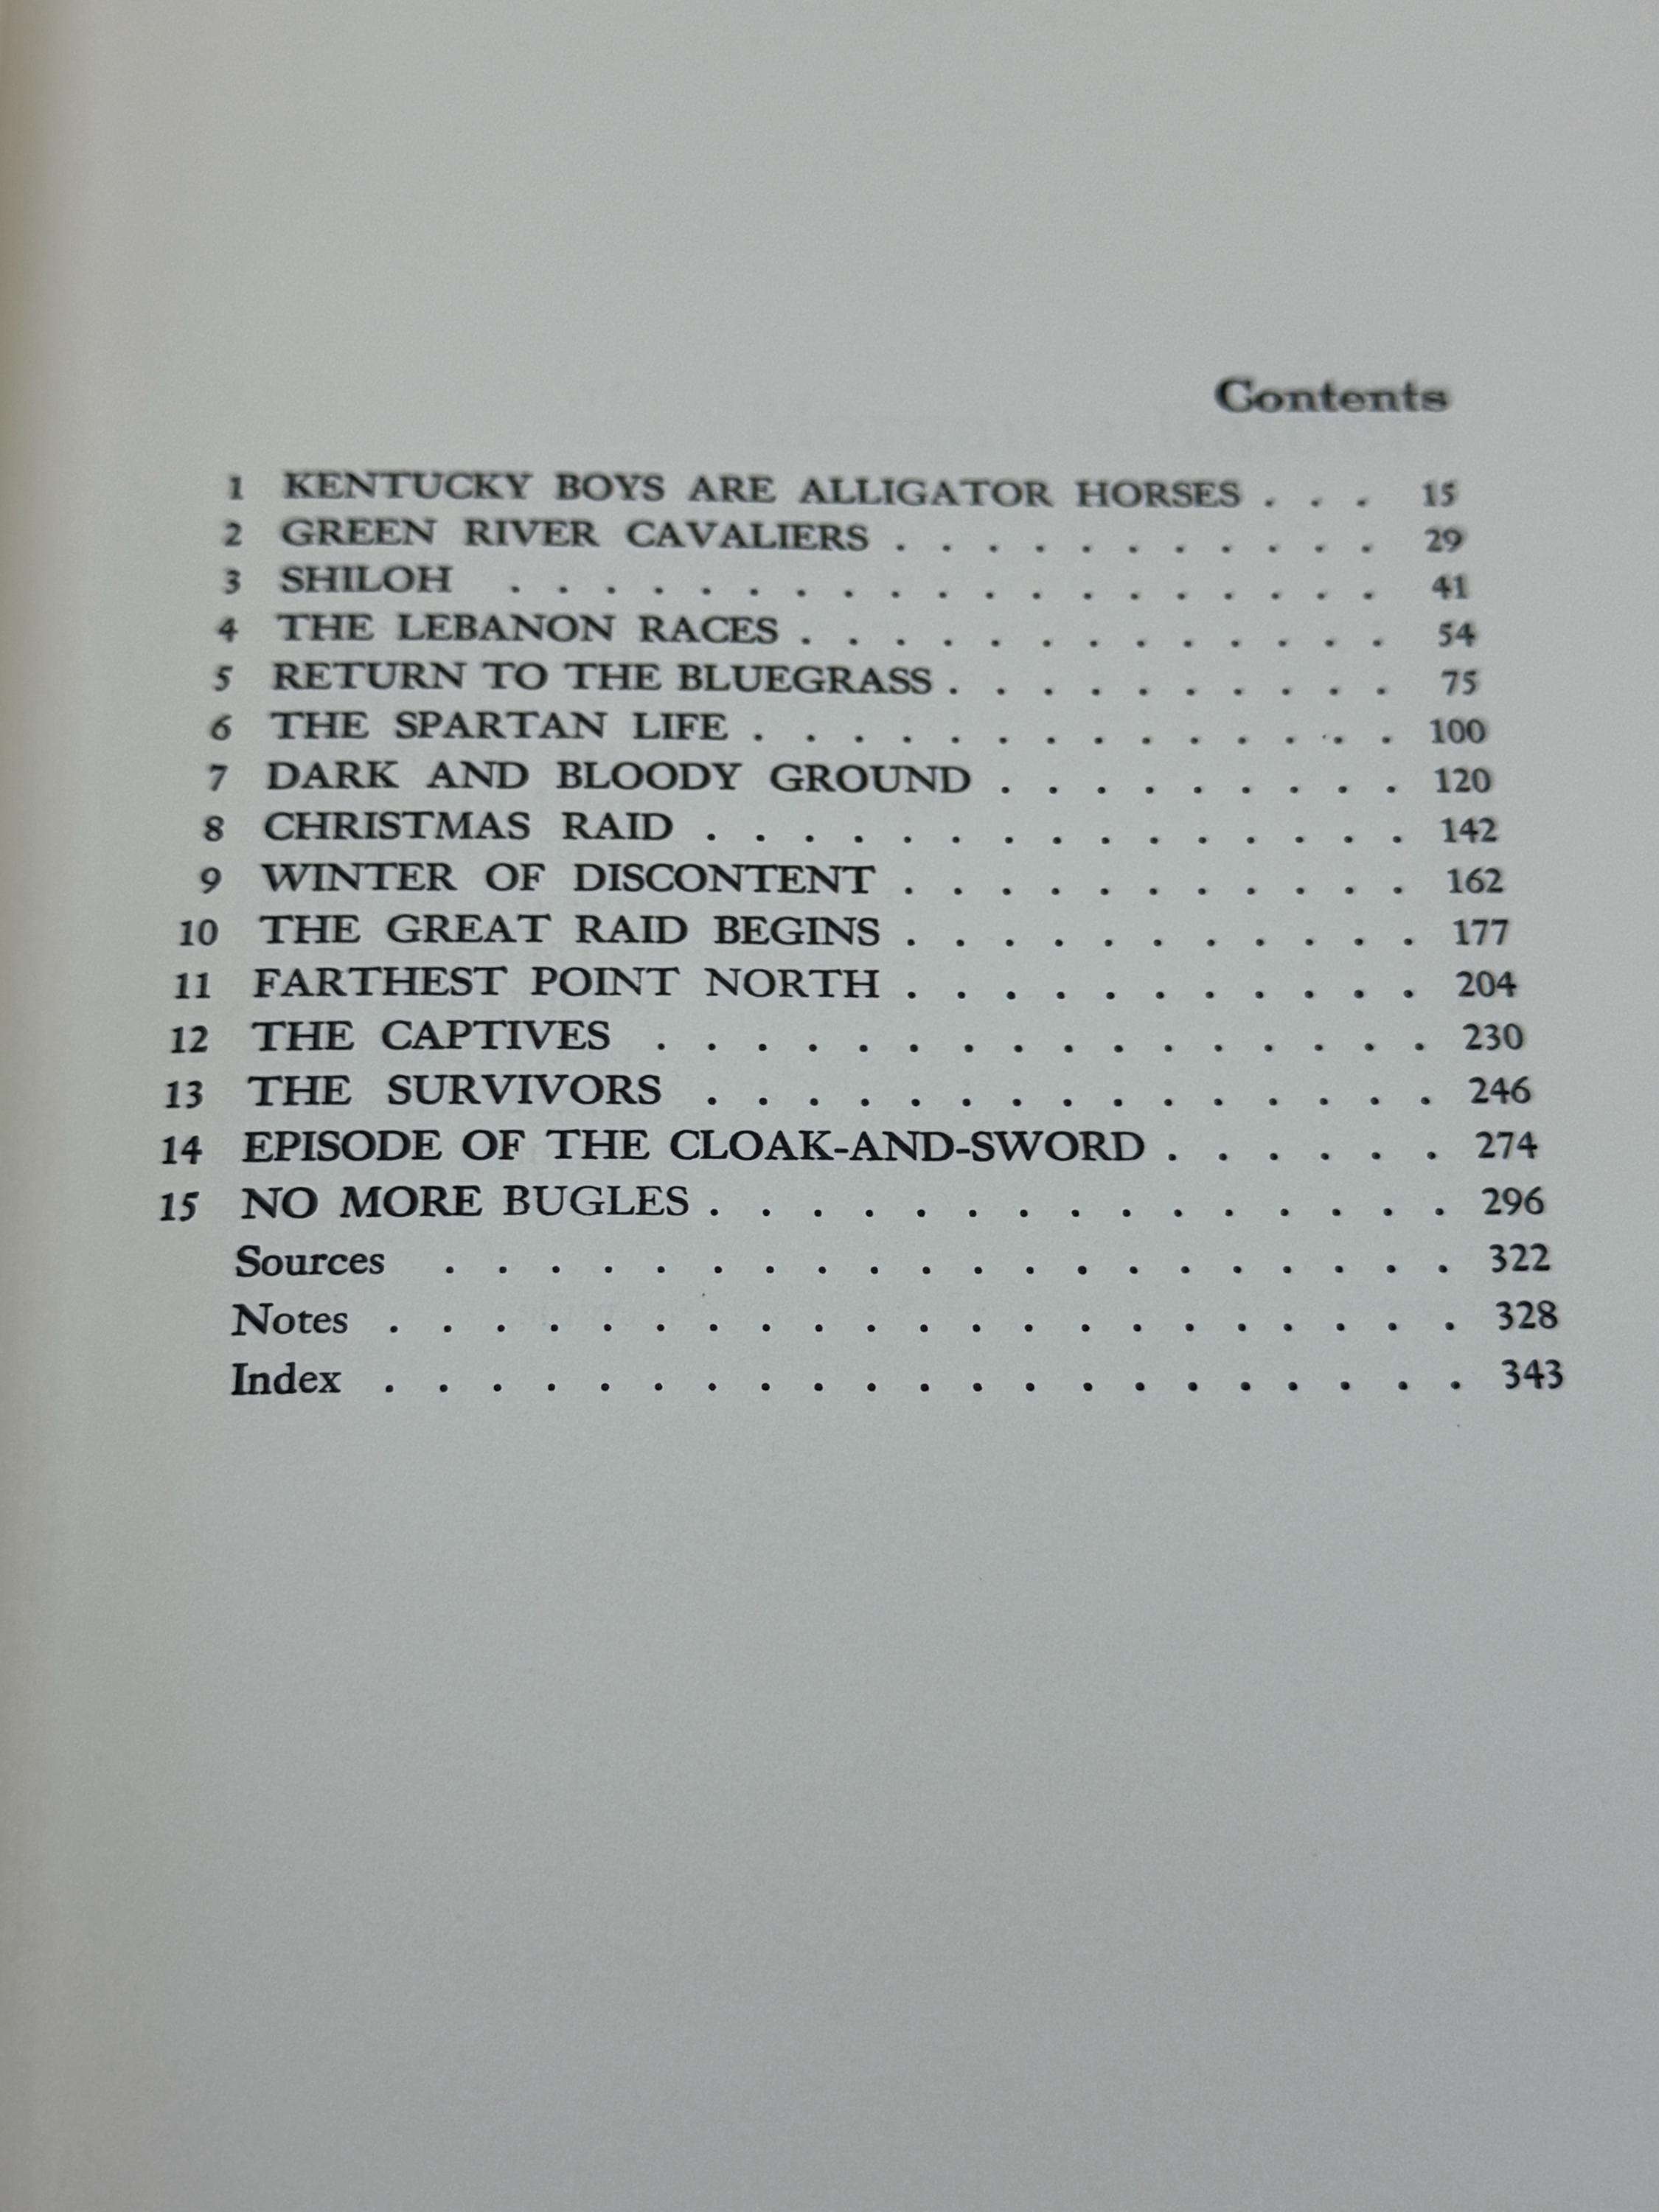 Contents
1 KENTUCKY BOYS ARE ALLIGATOR HORSES . . . 15
2 GREEN RIVER CAVALIERS . . . . . . . . . . . 29
3 SHILOH . . . . . . . . . . . . . . . . . . . 41
4 THE LEBANON RACES . . . . . . . . . . . . . 54
5 RETURN TO THE BLUEGRASS . . . . . . . . . . 75
6 THE SPARTAN LIFE . . . . . . . . . . . . . . 100
7 DARK AND BLOODY GROUND . . . . . . . . . 120
8 CHRISTMAS RAID . . . . . . . . . . . . . . . 142
9 WINTER OF DISCONTENT . . . . . . . . . . . 162
10 THE GREAT RAID BEGINS . . . . . . . . . . . 177
11 FARTHEST POINT NORTH . . . . . . . . . . . 204
12 THE CAPTIVES . . . . . . . . . . . . . . . . 230
13 THE SURVIVORS . . . . . . . . . . . . . . . 246
14 EPISODE OF THE CLOAK-AND-SWORD . . . . . . 274
15 NO MORE BUGLES . . . . . . . . . . . . . . . 296
Sources . . . . . . . . . . . . . . . . . . . . 322
Notes . . . . . . . . . . . . . . . . . . . . . 328
Index . . . . . . . . . . . . . . . . . . . . . 343